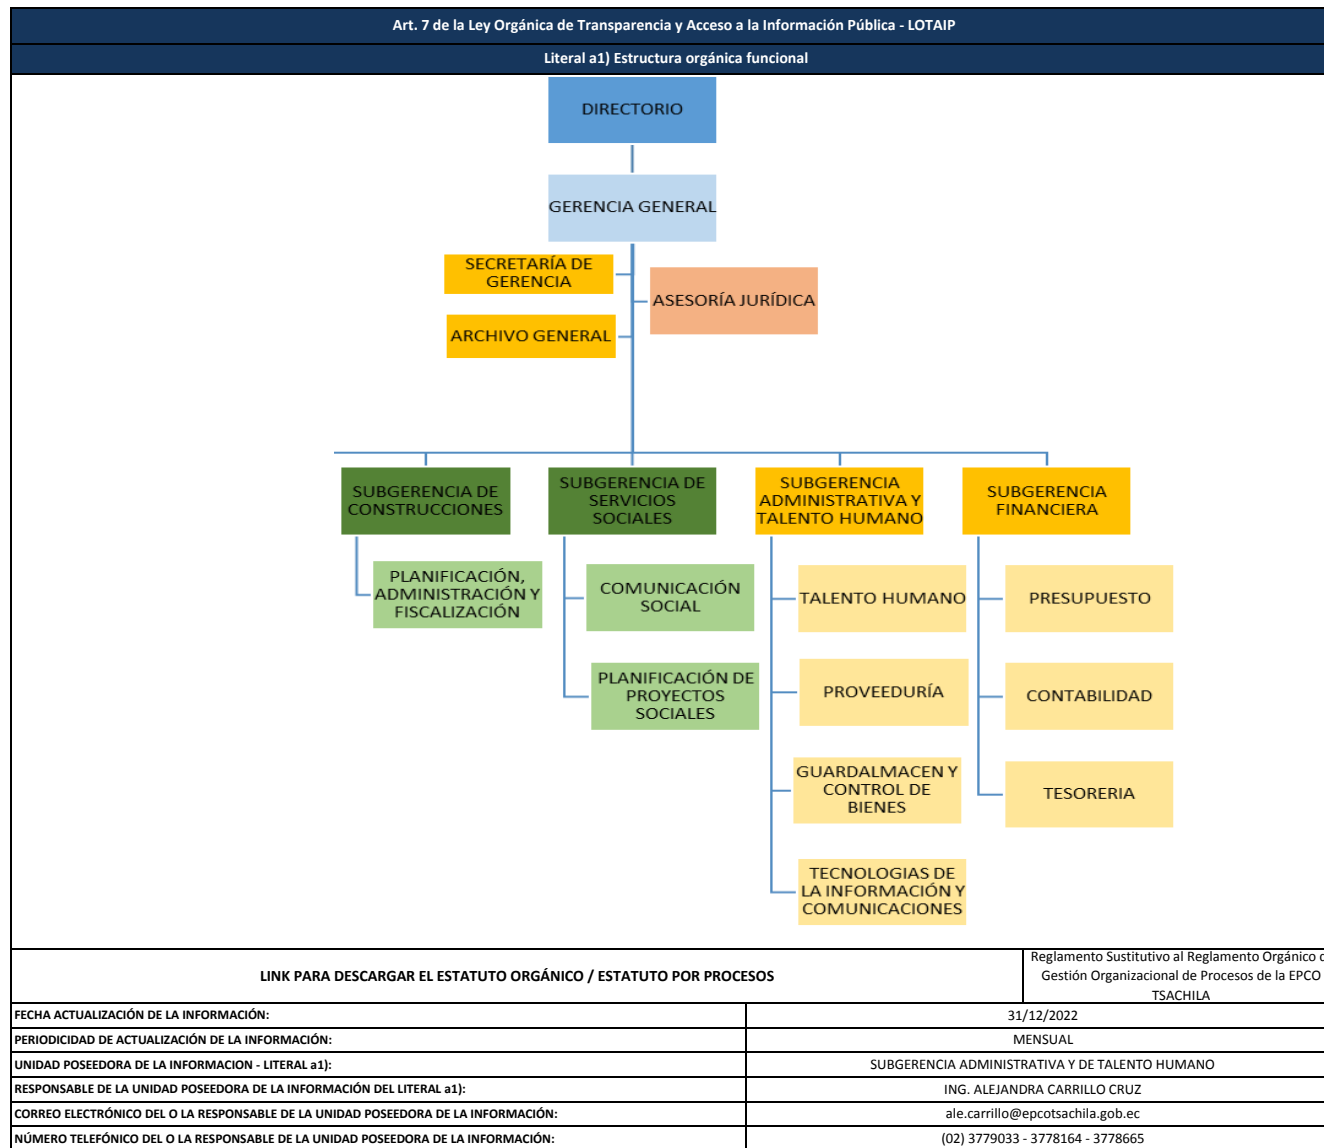 Art. 7 de la Ley Orgánica de Transparencia y Acceso a la Información Pública - LOTAIP
Literal a1) Estructura orgánica funcional
DIRECTORIO
GERENCIA GENERAL
SECRETARÍA DE
GERENCIA
ASESORÍA JURÍDICA
ARCHIVO GENERAL
SUBGERENCIA DE
CONSTRUCCIONES
SUBGERENCIA DE
SERVICIOS
SOCIALES
SUBGERENCIA
ADMINISTRATIVA Y
TALENTO HUMANO
SUBGERENCIA
FINANCIERA
PLANIFICACIÓN,
ADMINISTRACIÓN Y
FISCALIZACIÓN
COMUNICACIÓN
SOCIAL
TALENTO HUMANO
PRESUPUESTO
PLANIFICACIÓN DE
PROYECTOS
SOCIALES
PROVEEDURÍA
CONTABILIDAD
GUARDALMACEN Y
CONTROL DE
BIENES
TESORERIA
TECNOLOGIAS DE
LA INFORMACIÓN Y
COMUNICACIONES
LINK PARA DESCARGAR EL ESTATUTO ORGÁNICO / ESTATUTO POR PROCESOS
Reglamento Sustitutivo al Reglamento Orgánico
Gestión Organizacional de Procesos de la EPCO
TSACHILA
FECHA ACTUALIZACIÓN DE LA INFORMACIÓN:
31/12/2022
PERIODICIDAD DE ACTUALIZACIÓN DE LA INFORMACIÓN:
MENSUAL
UNIDAD POSEEDORA DE LA INFORMACION - LITERAL a1):
SUBGERENCIA ADMINISTRATIVA Y DE TALENTO HUMANO
RESPONSABLE DE LA UNIDAD POSEEDORA DE LA INFORMACIÓN DEL LITERAL a1):
ING. ALEJANDRA CARRILLO CRUZ
CORREO ELECTRÓNICO DEL O LA RESPONSABLE DE LA UNIDAD POSEEDORA DE LA INFORMACIÓN:
ale.carrillo@epcotsachila.gob.ec
NÚMERO TELEFÓNICO DEL O LA RESPONSABLE DE LA UNIDAD POSEEDORA DE LA INFORMACIÓN:
(02) 3779033 - 3778164 - 3778665